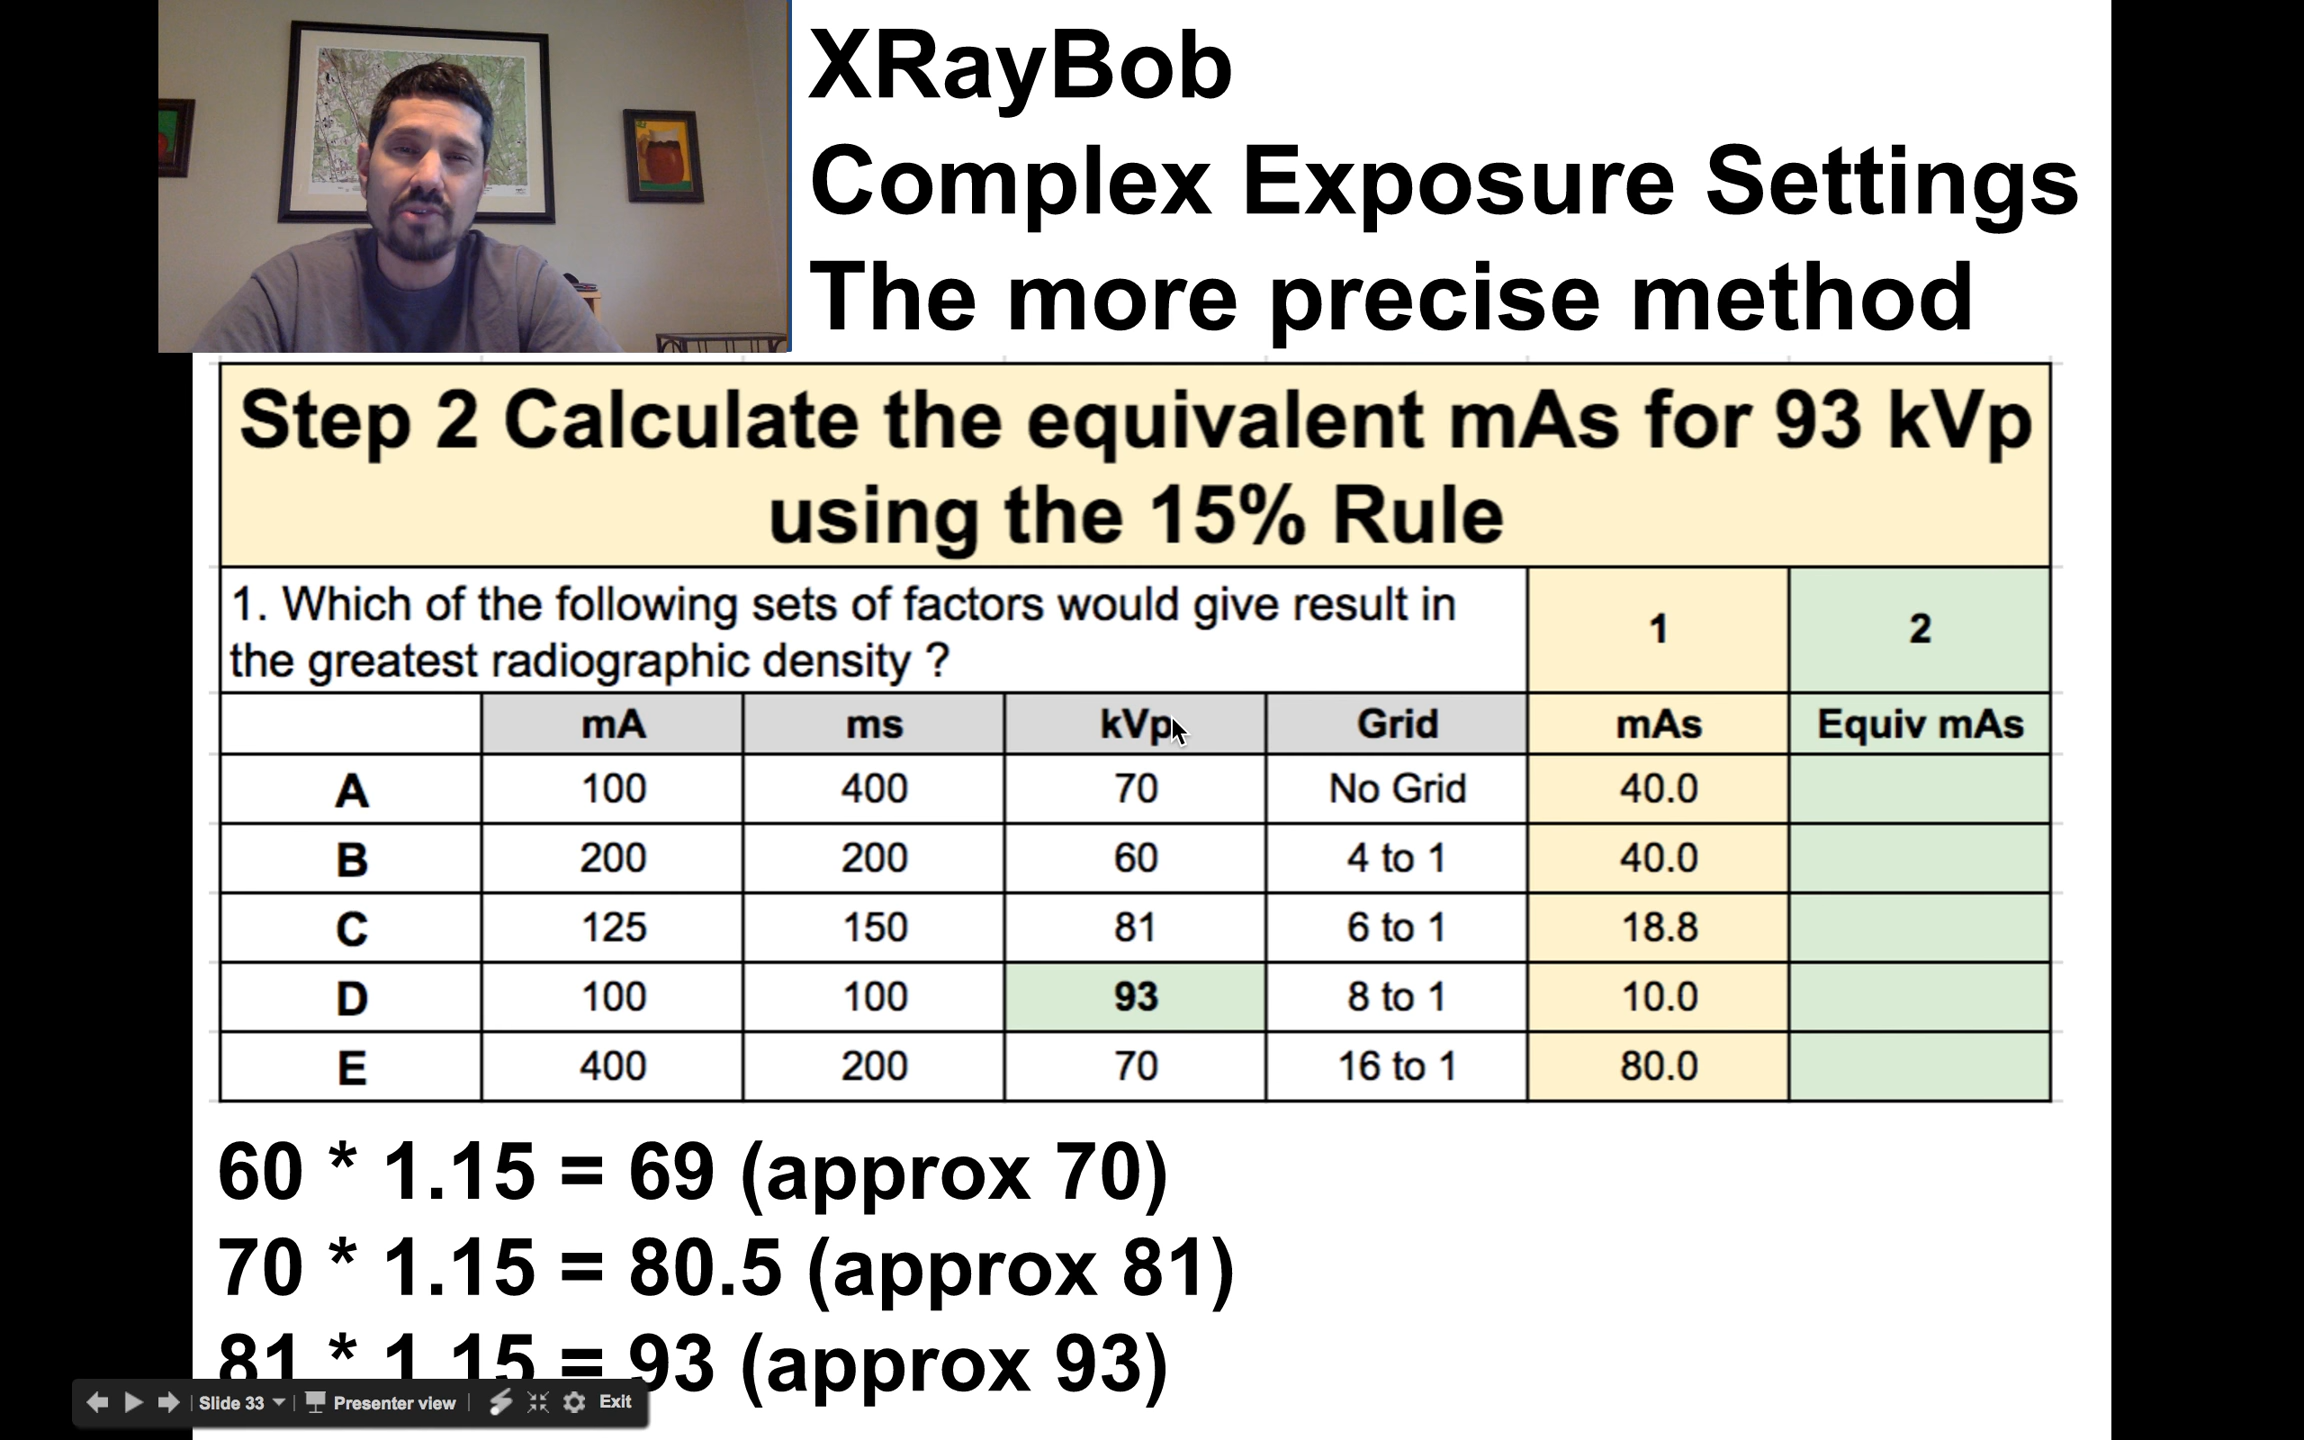 XRayBob
Complex Exposure Settings
The more precise method
Step 2 Calculate the equivalent mAs for 93 kVp
using the 15% Rule
1. Which of the following sets of factors would give result in
the greatest radiographic density ?
1
2
mA ms kVp Grid mAs Equiv mAs
A 100 400 70 No Grid 40.0
B 200 200 60 4 to 1 40.0
C 125 150 81 6 to 1 18.8
D 100 100 93 8 to 1 10.0
E 400 200 70 16 to 1 80.0
60 * 1.15 = 69 (approx 70)
70 * 1.15 = 80.5 (approx 81)
81 * 1.15 = 93 (approx 93)
Slide 33 Presenter view Exit